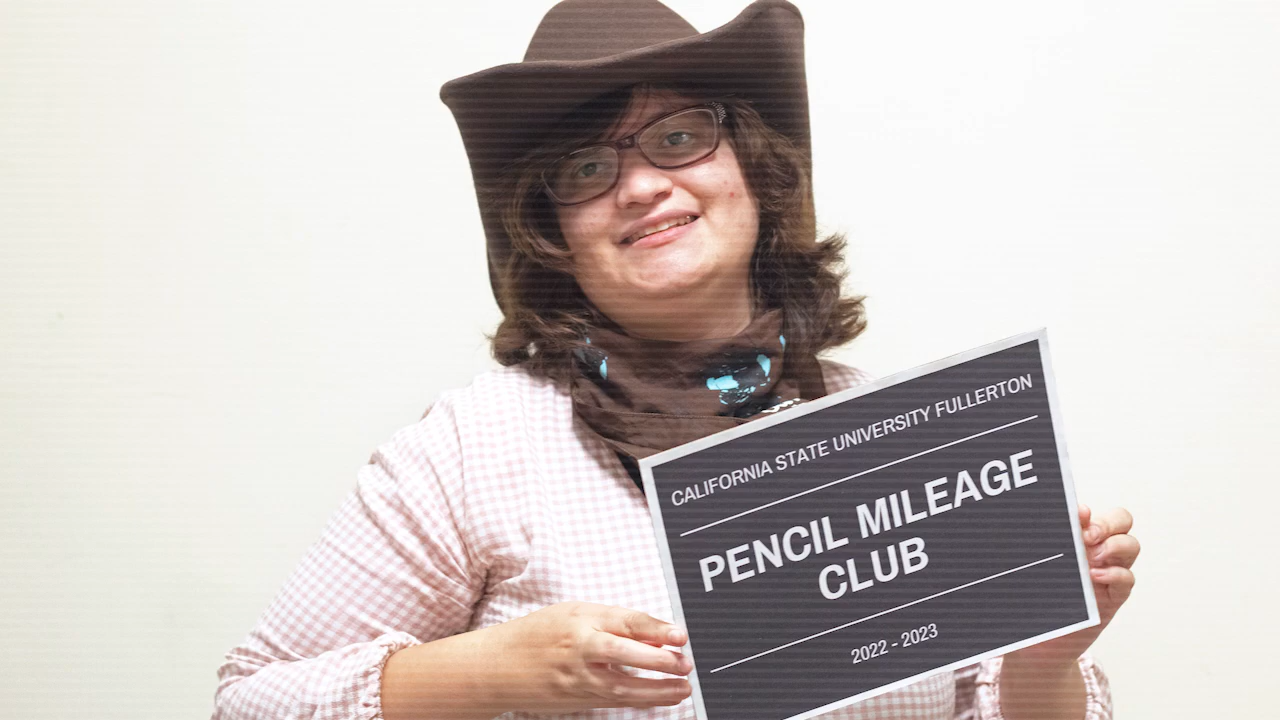 CALIFORNIA STATE UNIVERSITY FULLERTON
PENCIL MILEAGE
CLUB
2022 - 2023